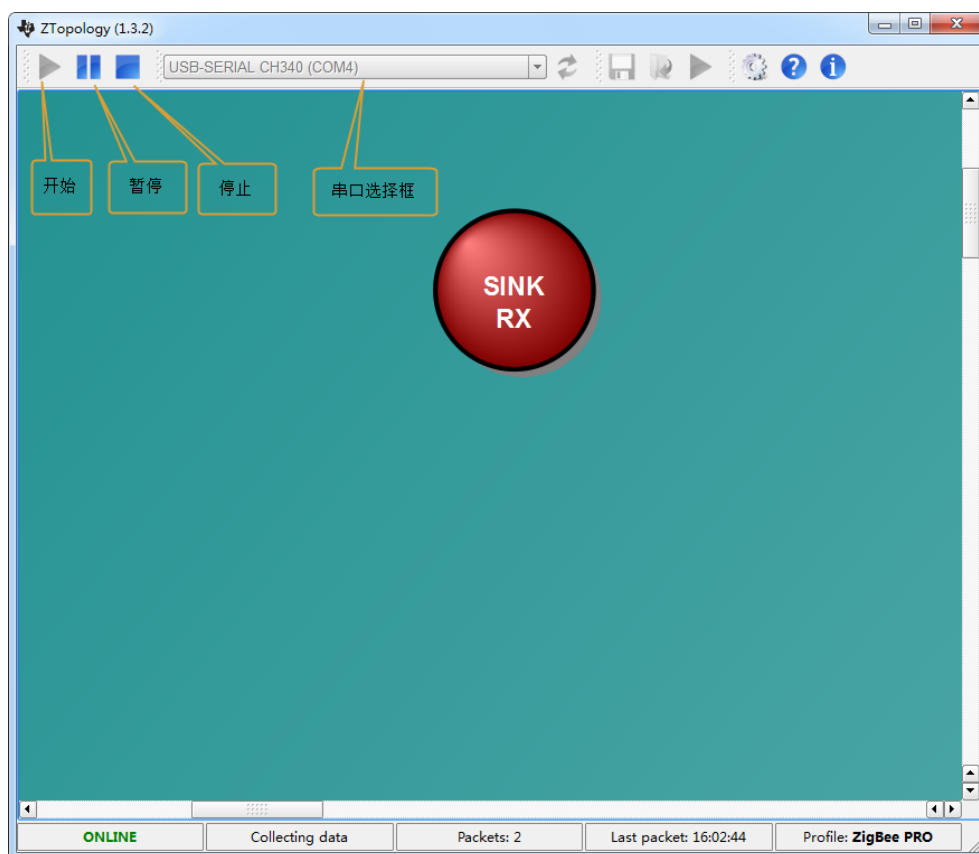 ZTopology (1.3.2)
USB-SERIAL CH340 (COM4)
开始
暂停
停止
串口选择框
SINK
RX
ONLINE
Collecting data
Packets: 2
Last packet: 16:02:44
Profile: ZigBee PRO